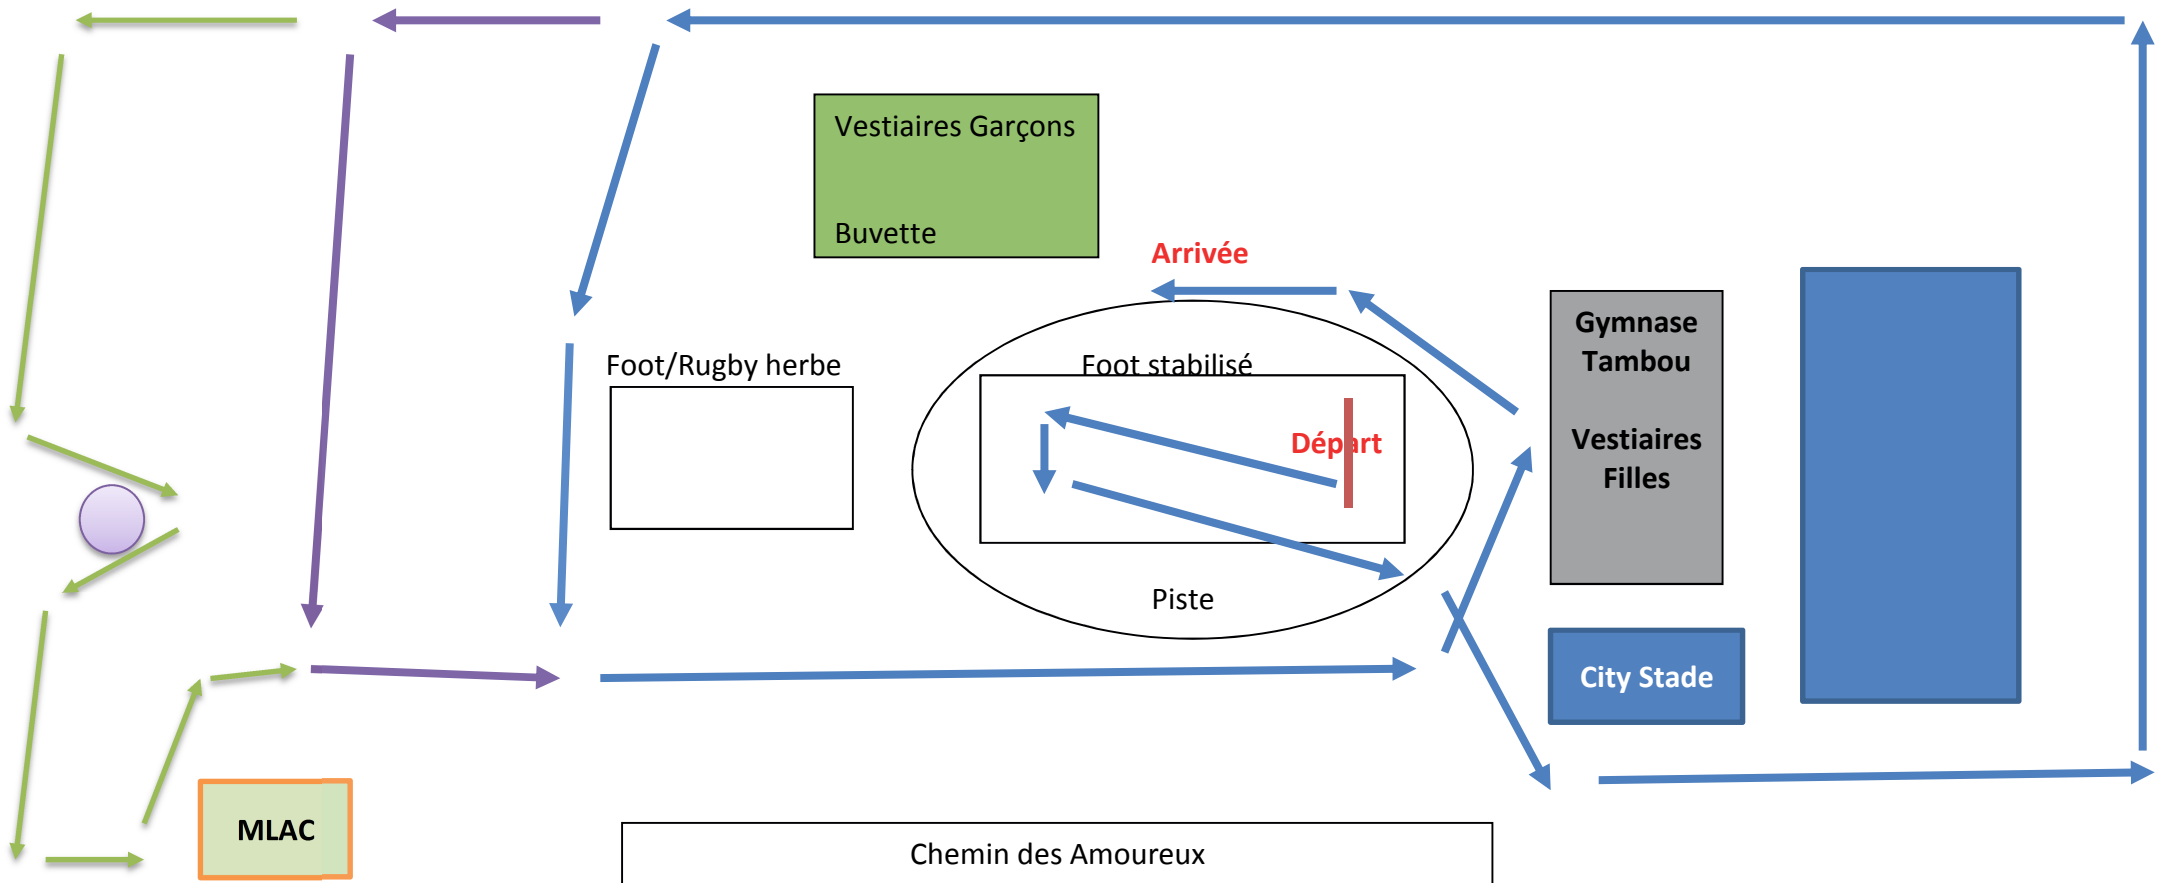 Vestiaires Garçons
Buvette
Arrivée
Gymnase
Tambou
Vestiaires
Filles
Foot/Rugby herbe
Foot stabilisé
Départ
Piste
City Stade
MLAC
Chemin des Amoureux